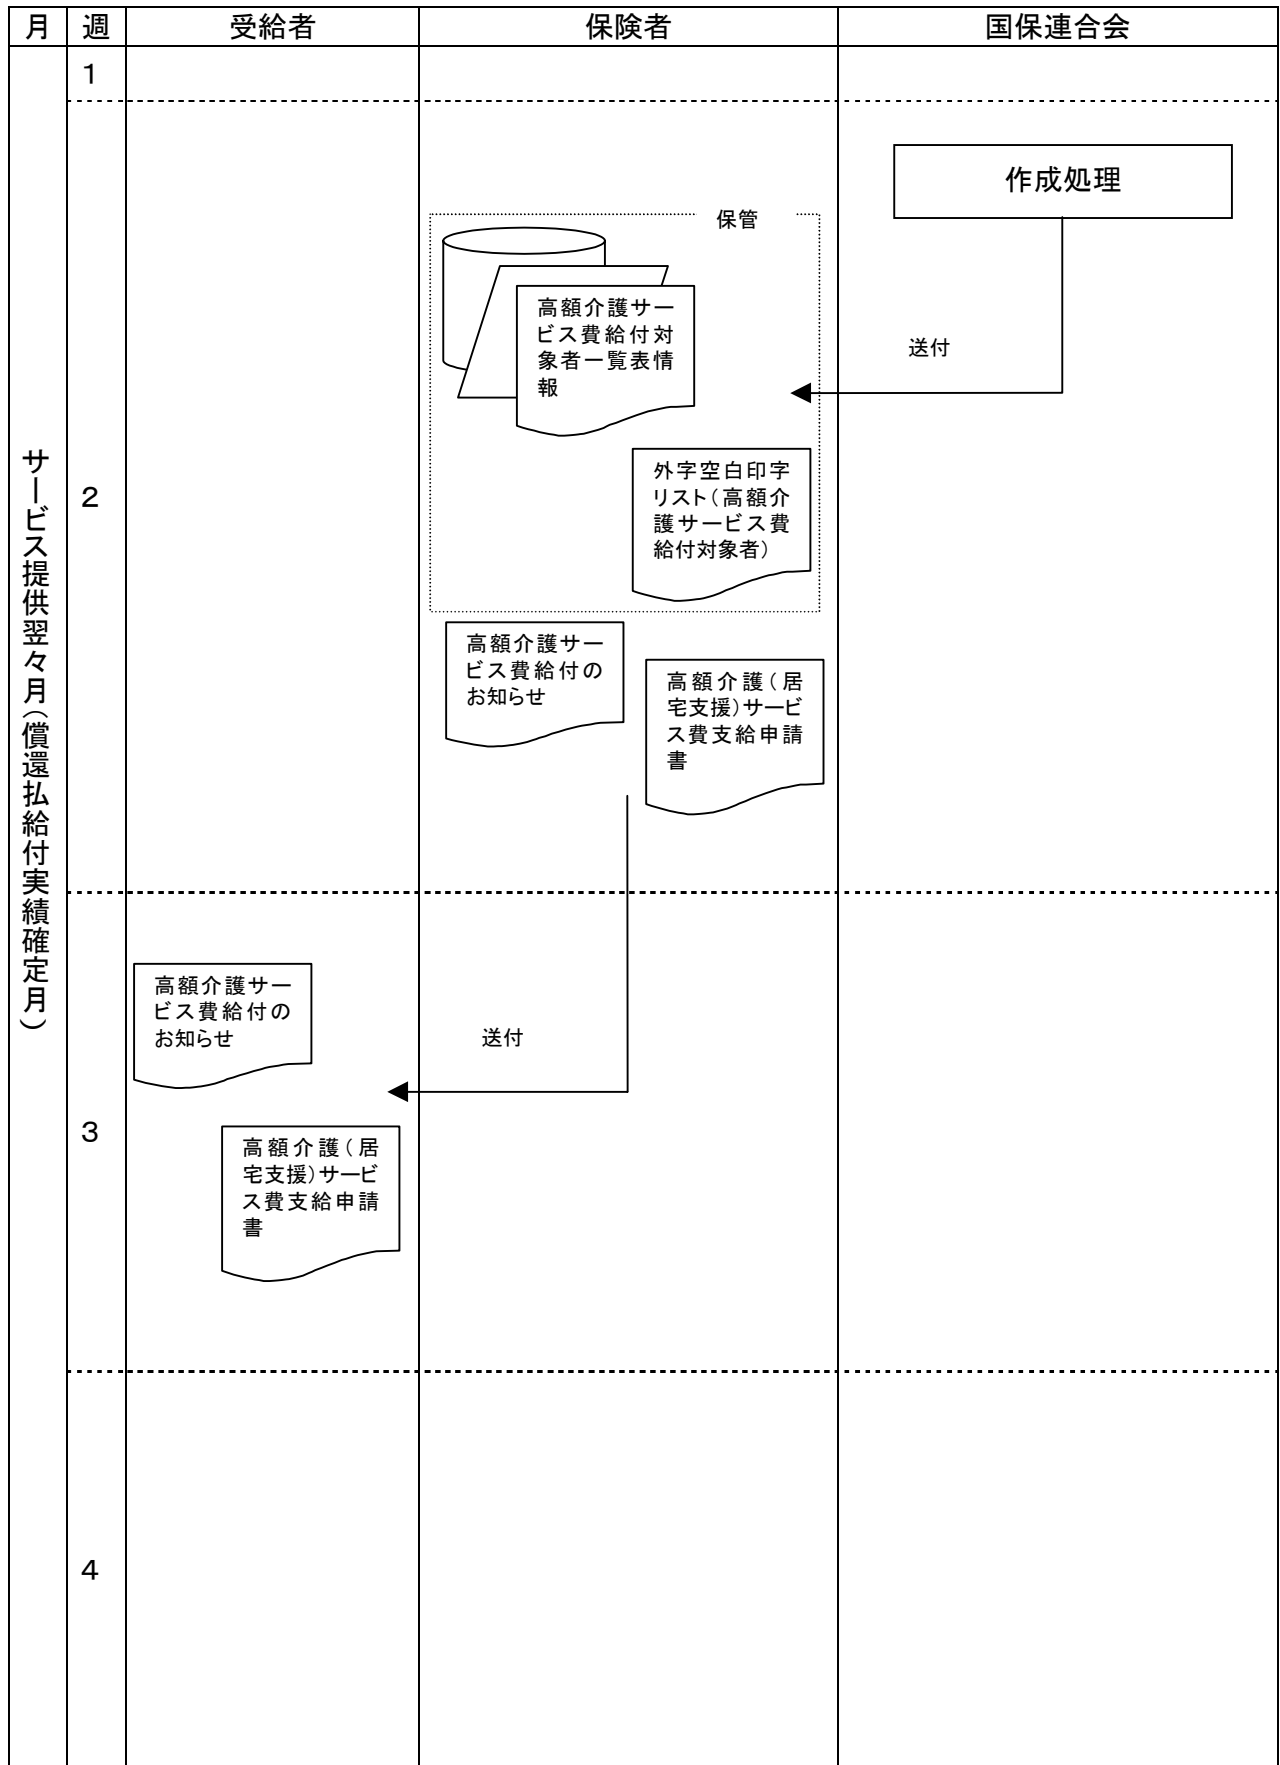 月 週 受給者 保険者 国保連合会
サービス提供翌々月（償還払給付実績確定月）
1
2
作成処理
保管
高額介護サー
ビス費給付対
象者一覧表情
報
送付
外字空白印字
リスト（高額介
護サービス費
給付対象者）
高額介護サー
ビス費給付の
お知らせ
高額介護（居
宅支援）サービ
ス費支給申請
書
3
高額介護サー
ビス費給付の
お知らせ
送付
高額介護（居
宅支援）サービ
ス費支給申請
書
4